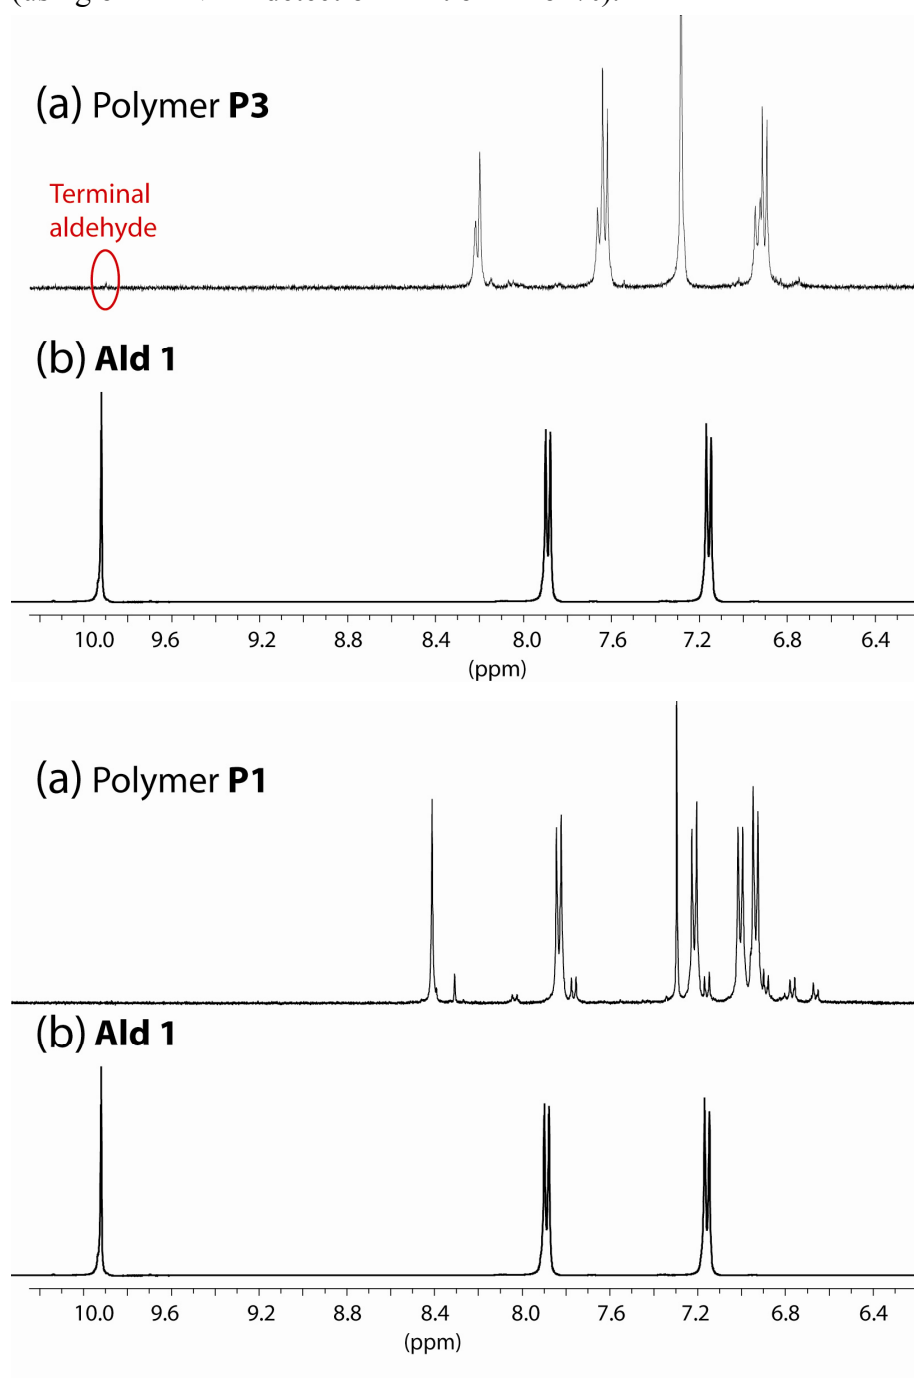 (a) Polymer P3
Terminal
aldehyde
(b) Ald 1
10.0 9.6 9.2 8.8 8.4 8.0 7.6 7.2 6.8 6.4
(ppm)
(a) Polymer P1
(b) Ald 1
10.0 9.6 9.2 8.8 8.4 8.0 7.6 7.2 6.8 6.4
(ppm)